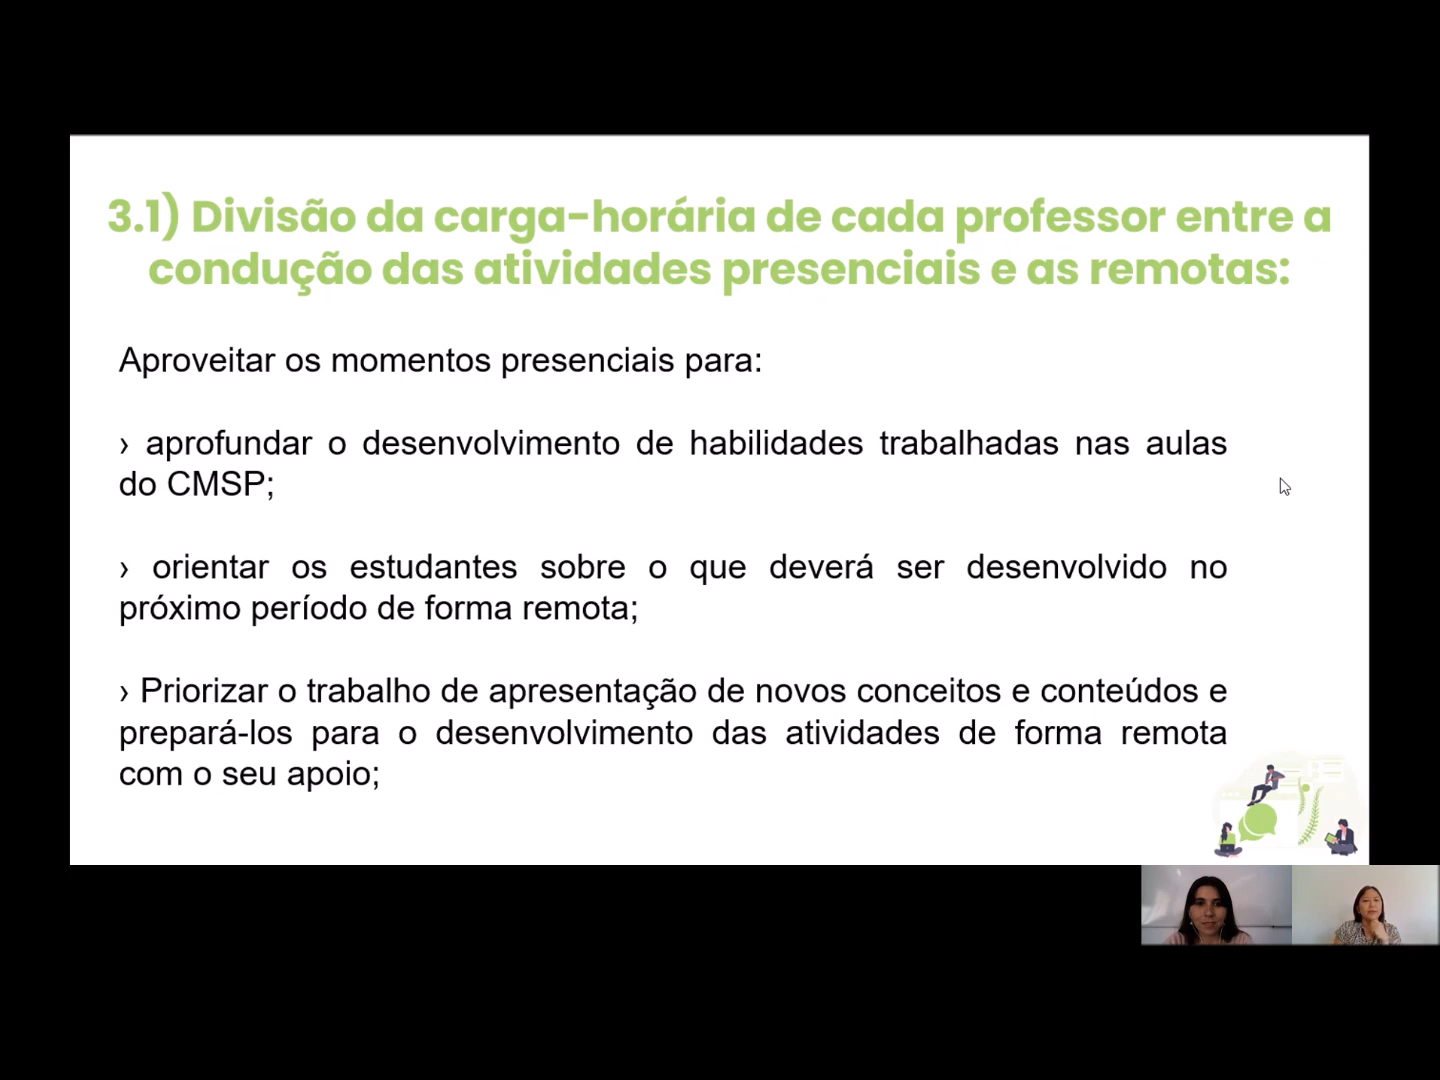 3.1) Divisão da carga-horária de cada professor entre a
condução das atividades presenciais e as remotas:
Aproveitar os momentos presenciais para:
› aprofundar o desenvolvimento de habilidades trabalhadas nas aulas
do CMSP;
› orientar os estudantes sobre o que deverá ser desenvolvido no
próximo período de forma remota;
› Priorizar o trabalho de apresentação de novos conceitos e conteúdos e
prepará-los para o desenvolvimento das atividades de forma remota
com o seu apoio;